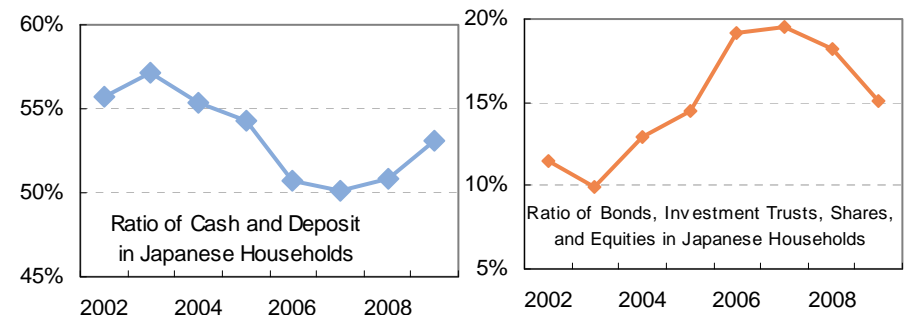 60%
55%
50%
45%
Ratio of Cash and Deposit
in Japanese Households
2002 2004 2006 2008
20%
15%
10%
5%
Ratio of Bonds, Investment Trusts, Shares,
and Equities in Japanese Households
2002 2004 2006 2008